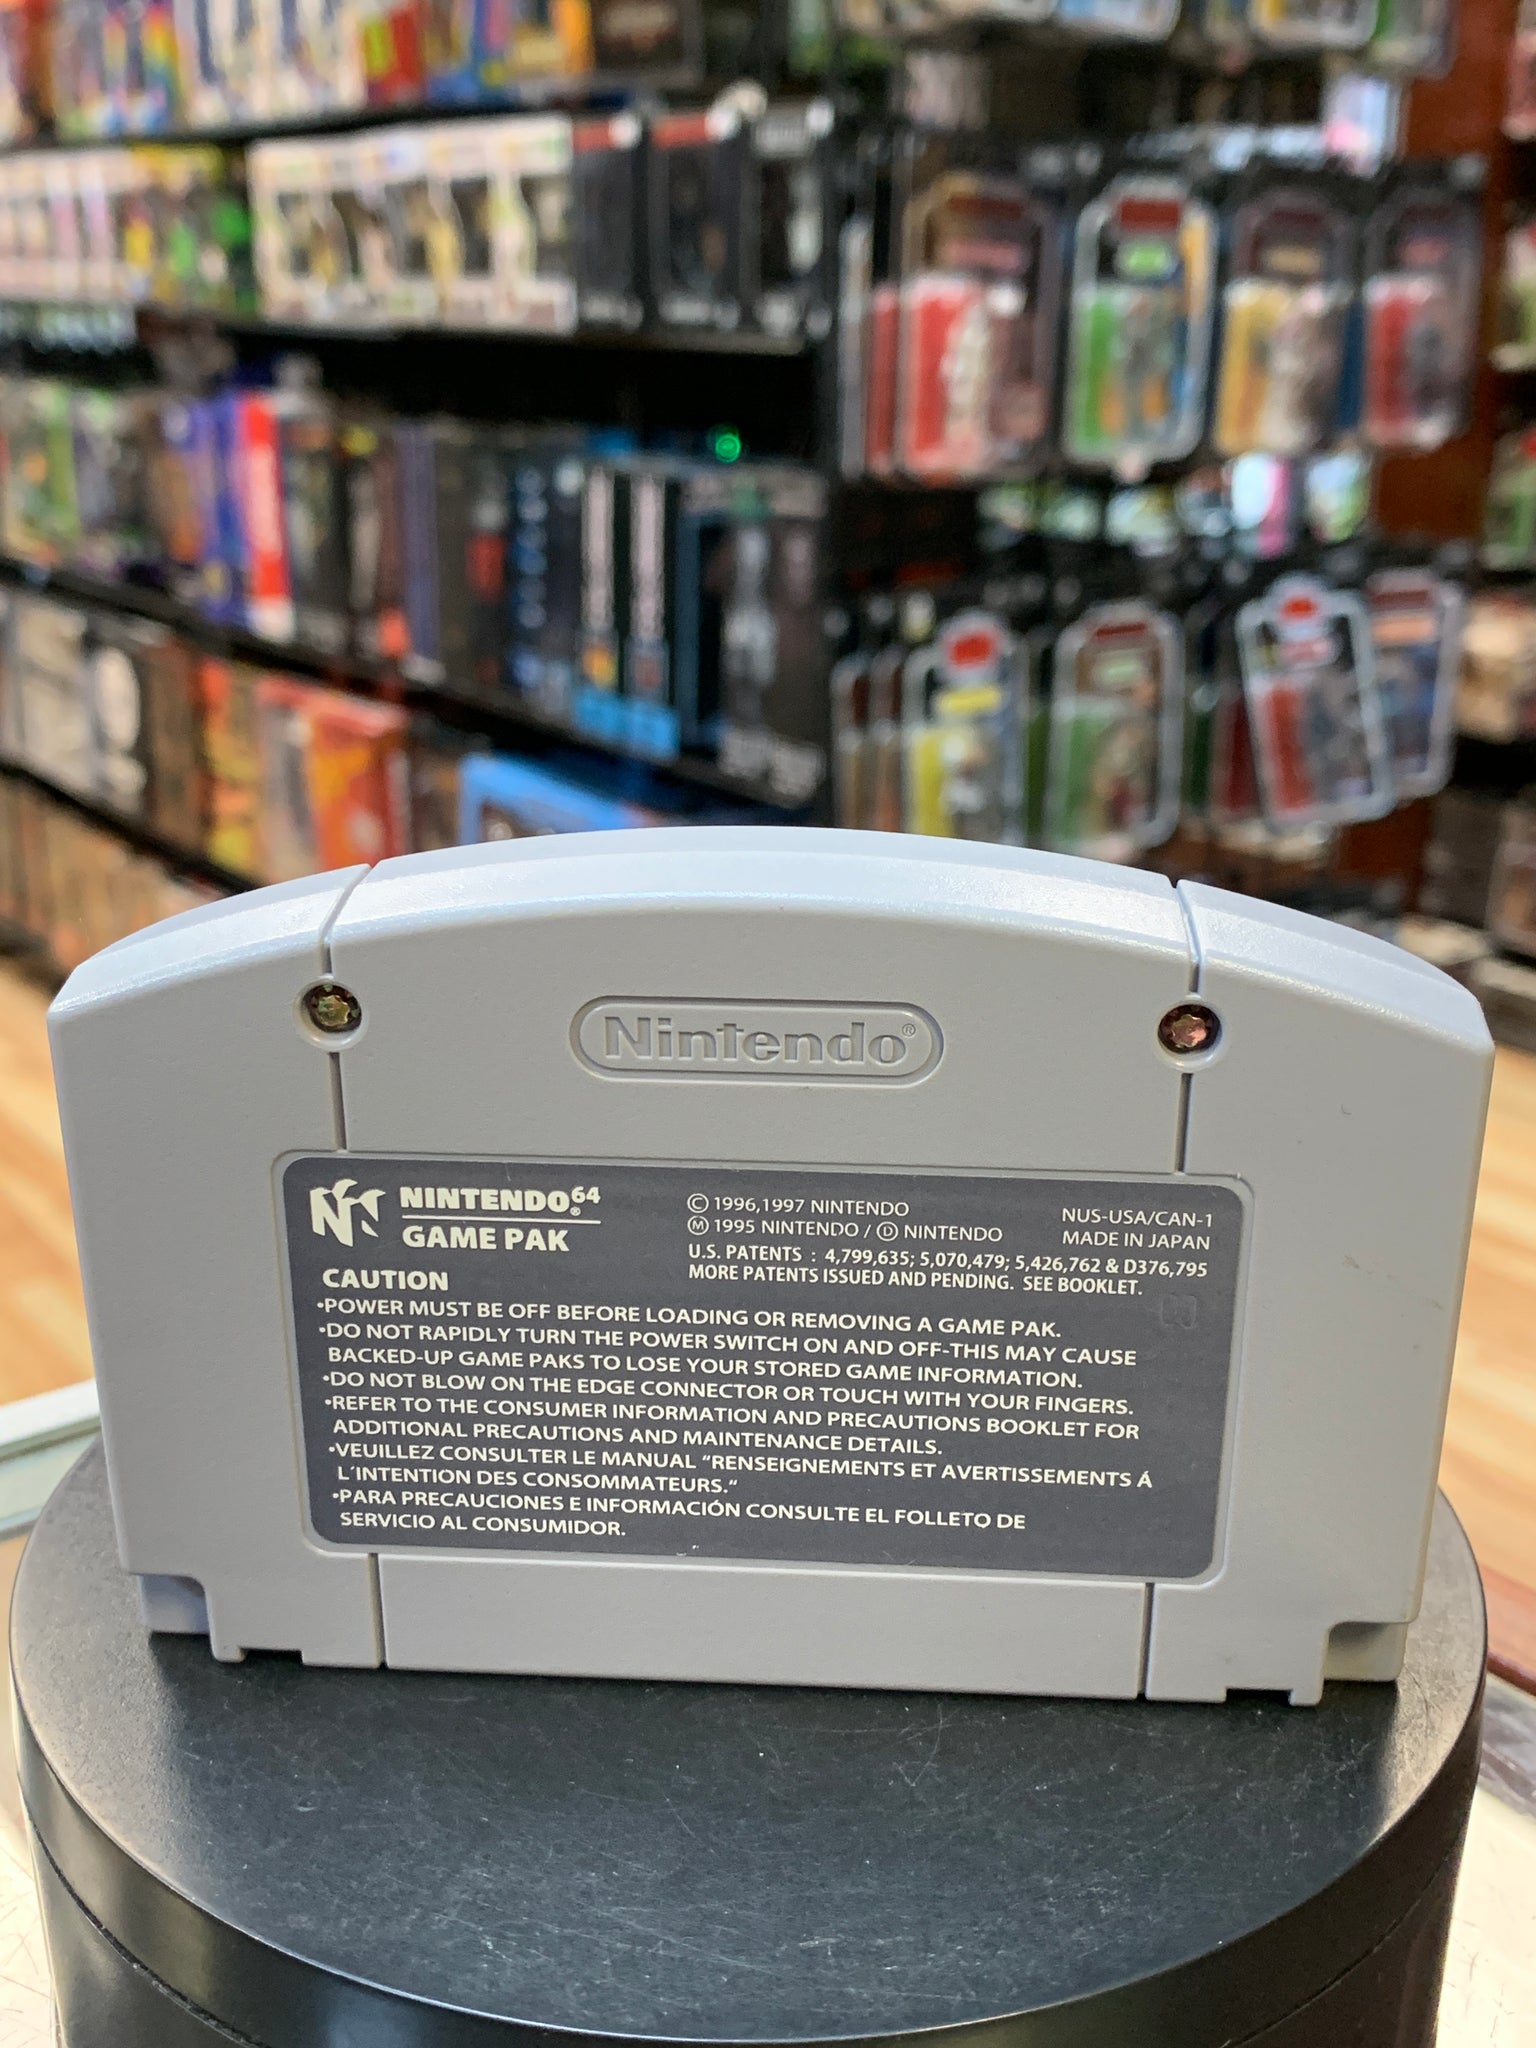 Nintendo®
NINTENDO64®
GAME PAK
© 1996,1997 NINTENDO
Ⓜ 1995 NINTENDO / Ⓓ NINTENDO
NUS-USA/CAN-1
MADE IN JAPAN
U.S. PATENTS : 4,799,635; 5,070,479; 5,426,762 & D376,795
MORE PATENTS ISSUED AND PENDING. SEE BOOKLET.
CAUTION
•POWER MUST BE OFF BEFORE LOADING OR REMOVING A GAME PAK.
•DO NOT RAPIDLY TURN THE POWER SWITCH ON AND OFF-THIS MAY CAUSE
BACKED-UP GAME PAKS TO LOSE YOUR STORED GAME INFORMATION.
•DO NOT BLOW ON THE EDGE CONNECTOR OR TOUCH WITH YOUR FINGERS.
•REFER TO THE CONSUMER INFORMATION AND PRECAUTIONS BOOKLET FOR
ADDITIONAL PRECAUTIONS AND MAINTENANCE DETAILS.
•VEUILLEZ CONSULTER LE MANUAL “RENSEIGNEMENTS ET AVERTISSEMENTS Á
L’INTENTION DES CONSOMMATEURS.“
•PARA PRECAUCIONES E INFORMACIÓN CONSULTE EL FOLLETO DE
SERVICIO AL CONSUMIDOR.